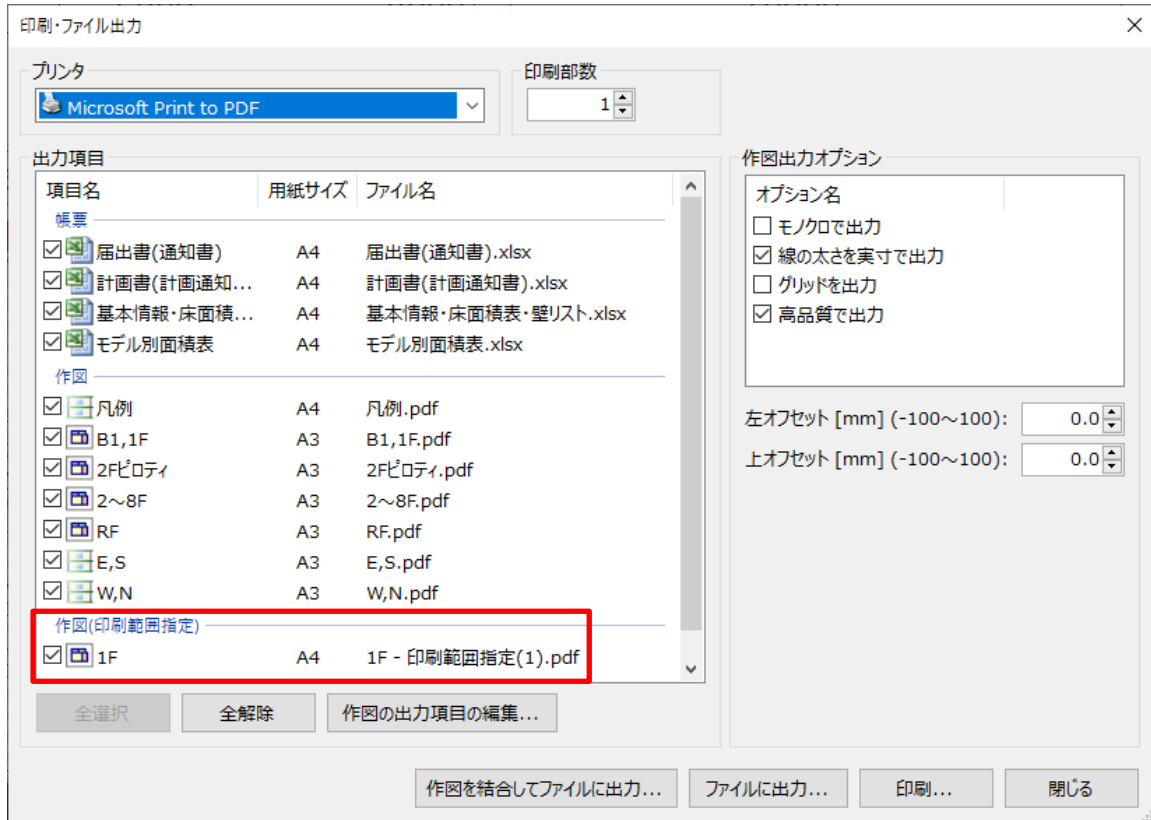 印刷・ファイル出力
プリンタ
Microsoft Print to PDF
印刷部数
1
出力項目
項目名 用紙サイズ ファイル名
帳票
届出書(通知書) A4 届出書(通知書).xlsx
計画書(計画通知... A4 計画書(計画通知書).xlsx
基本情報・床面積... A4 基本情報・床面積表・壁リスト.xlsx
モデル別面積表 A4 モデル別面積表.xlsx
作図
凡例 A4 凡例.pdf
B1,1F A3 B1,1F.pdf
2Fピロティ A3 2Fピロティ.pdf
2～8F A3 2～8F.pdf
RF A3 RF.pdf
E,S A3 E,S.pdf
W,N A3 W,N.pdf
作図(印刷範囲指定)
1F A4 1F - 印刷範囲指定(1).pdf
全選択 全解除 作図の出力項目の編集...
作図出力オプション
オプション名
モノクロで出力
線の太さを実寸で出力
グリッドを出力
高品質で出力
左オフセット [mm] (-100～100): 0.0
上オフセット [mm] (-100～100): 0.0
作図を結合してファイルに出力... ファイルに出力... 印刷... 閉じる